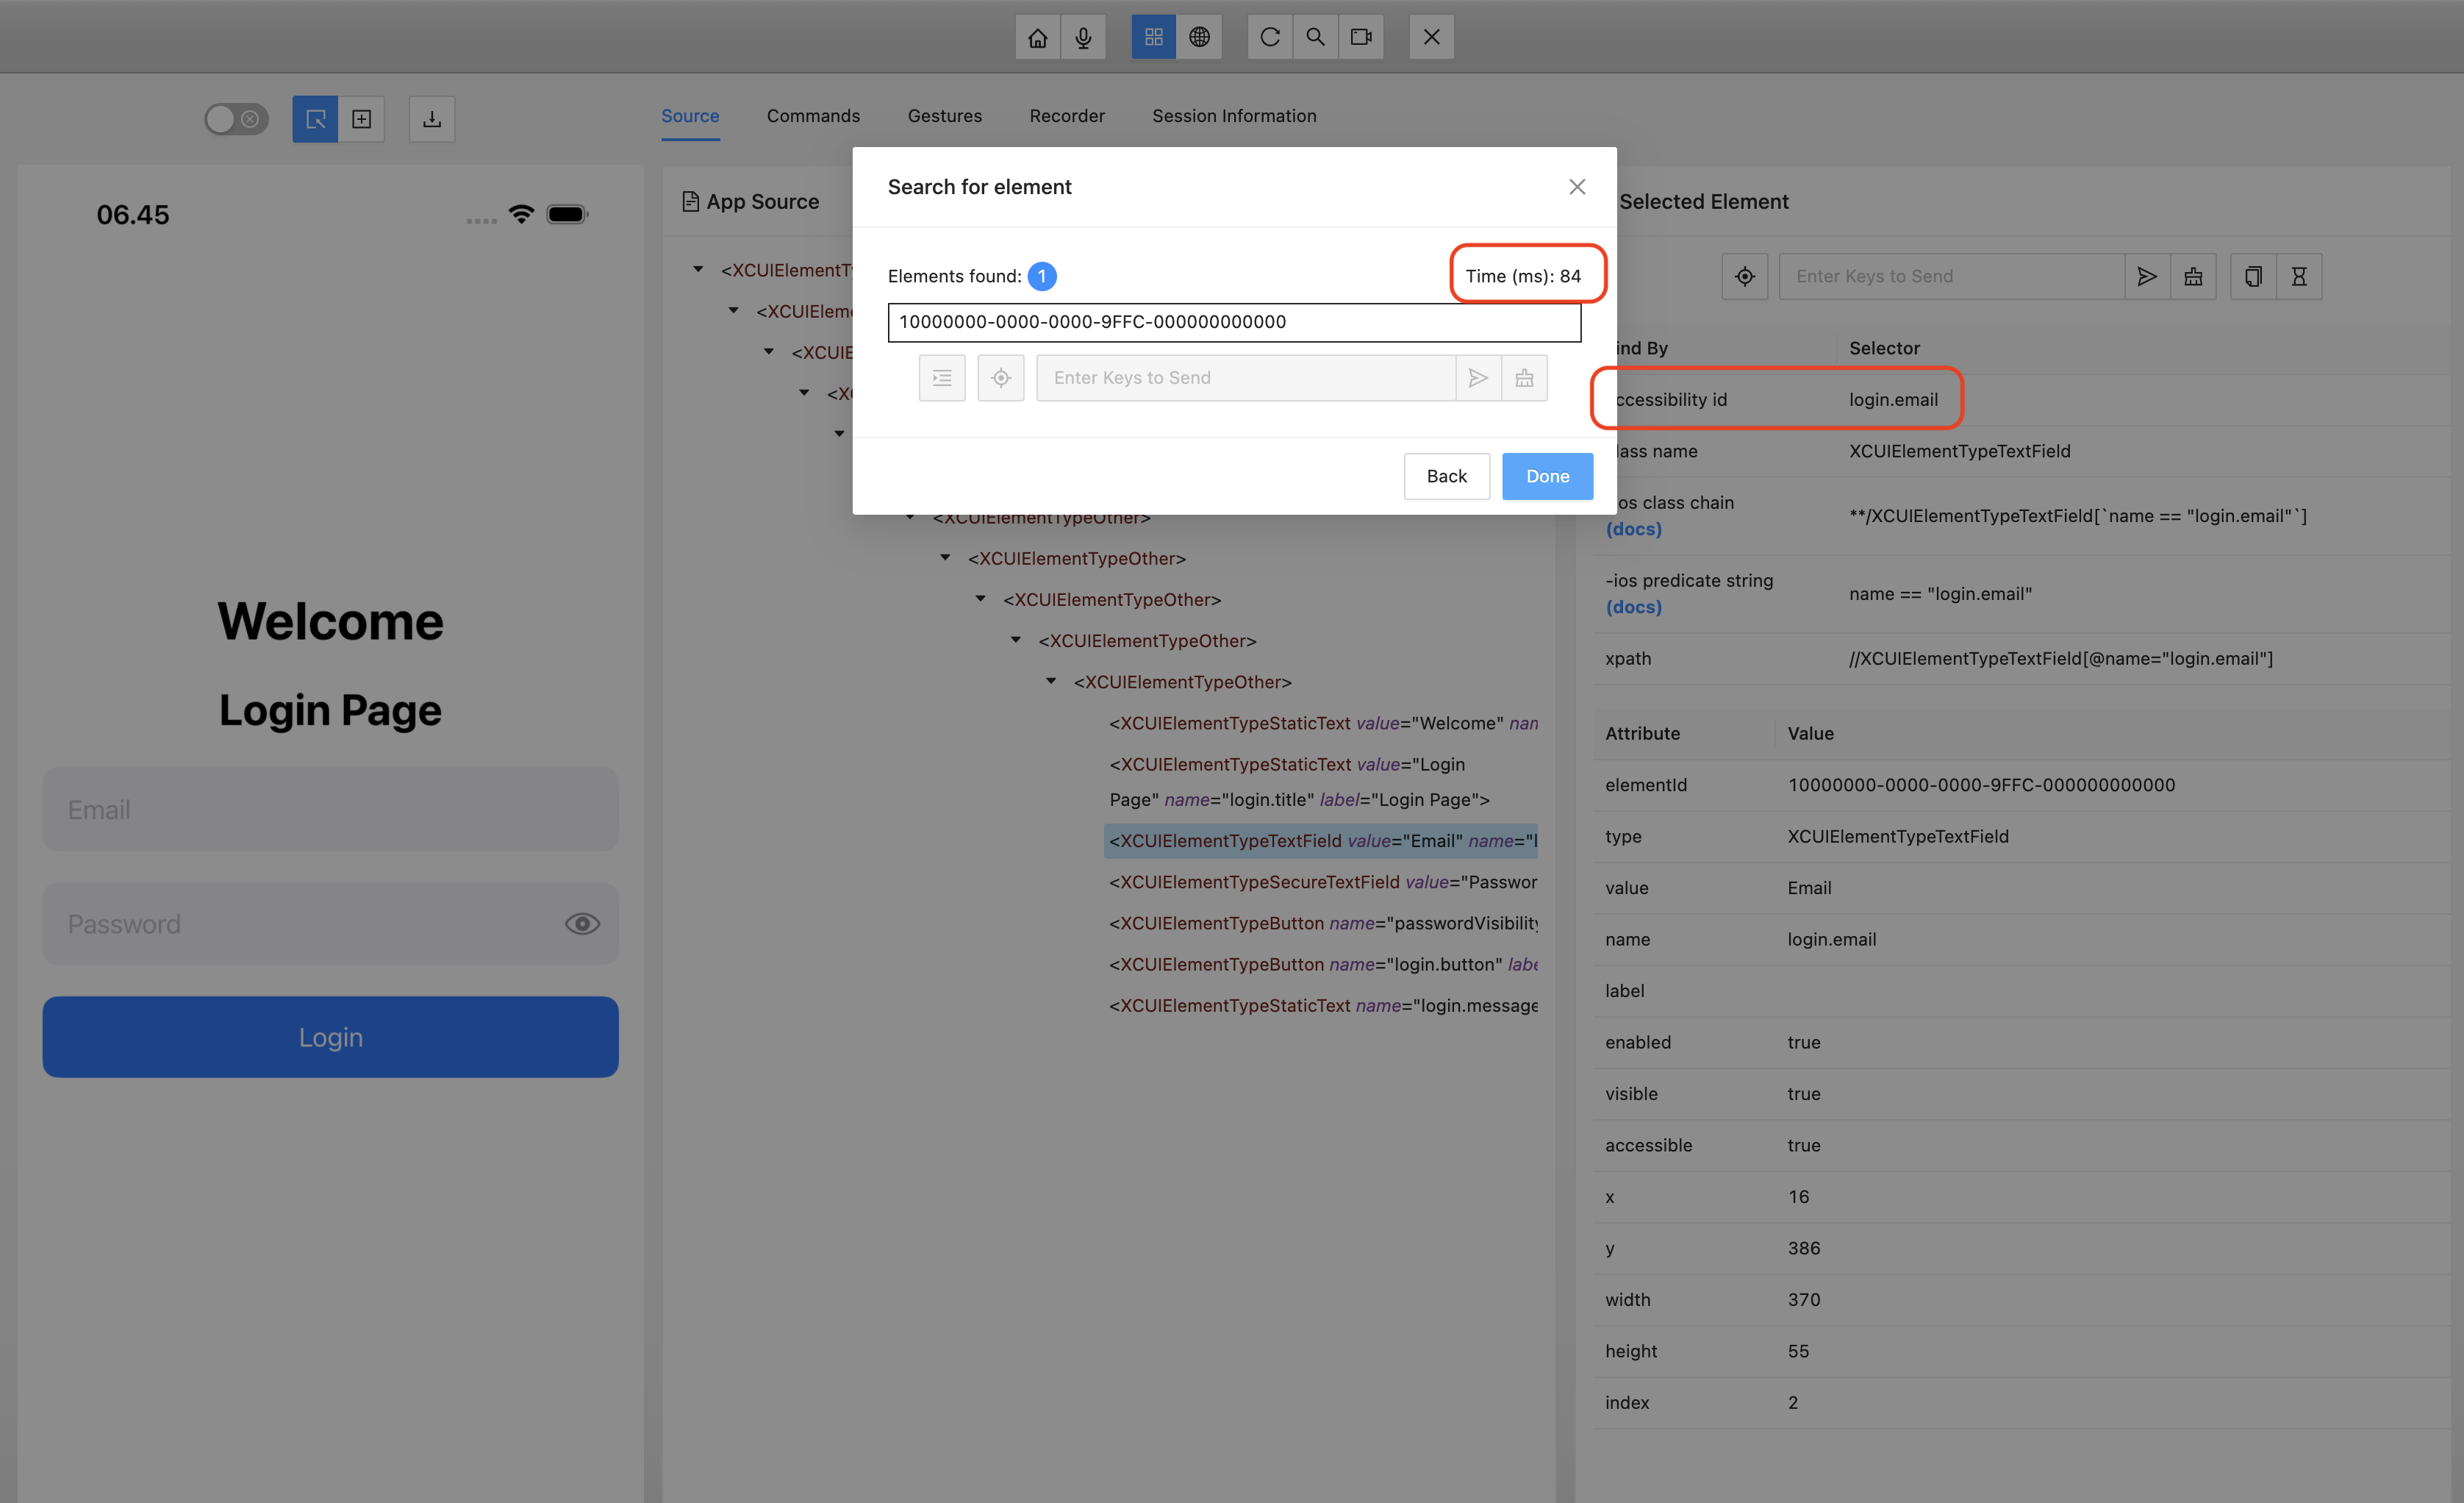 Source Commands Gestures Recorder Session Information
06.45
Welcome
Login Page
Email
Password
Login
App Source
<XCUIElementT
<XCUIEleme
<XCUIE
<XC
<XCUIElementTypeOther>
<XCUIElementTypeOther>
<XCUIElementTypeOther>
<XCUIElementTypeOther>
<XCUIElementTypeOther>
<XCUIElementTypeStaticText value="Welcome" nam
<XCUIElementTypeStaticText value="Login
Page" name="login.title" label="Login Page">
<XCUIElementTypeTextField value="Email" name="l
<XCUIElementTypeSecureTextField value="Passwor
<XCUIElementTypeButton name="passwordVisibility
<XCUIElementTypeButton name="login.button" labe
<XCUIElementTypeStaticText name="login.message
Search for element
Elements found: 1
Time (ms): 84
10000000-0000-0000-9FFC-000000000000
Enter Keys to Send
Back
Done
Selected Element
Enter Keys to Send
ind By Selector
ccessibility id login.email
lass name XCUIElementTypeTextField
ios class chain
(docs)
**/XCUIElementTypeTextField[`name == "login.email"`]
-ios predicate string
(docs)
name == "login.email"
xpath //XCUIElementTypeTextField[@name="login.email"]
Attribute Value
elementId 10000000-0000-0000-9FFC-000000000000
type XCUIElementTypeTextField
value Email
name login.email
label
enabled true
visible true
accessible true
x 16
y 386
width 370
height 55
index 2